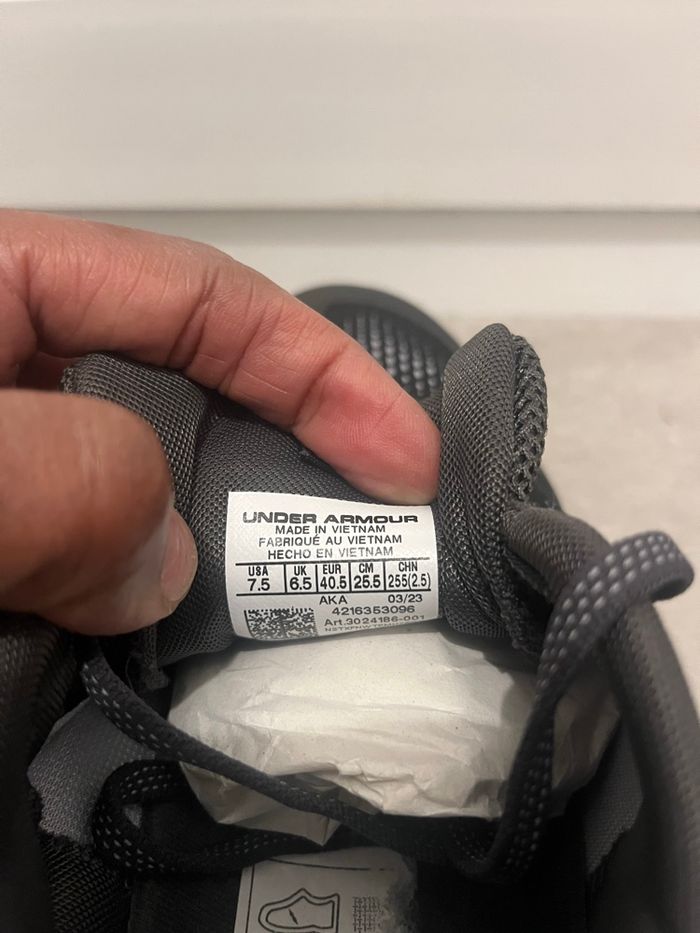 UNDER ARMOUR
MADE IN VIETNAM
FABRIQUÉ AU VIETNAM
HECHO EN VIETNAM
USA UK EUR CM CHN
7.5 6.5 40.5 25.5 255(2.5)
AKA 03/23
4216353096
Art.3024186-001